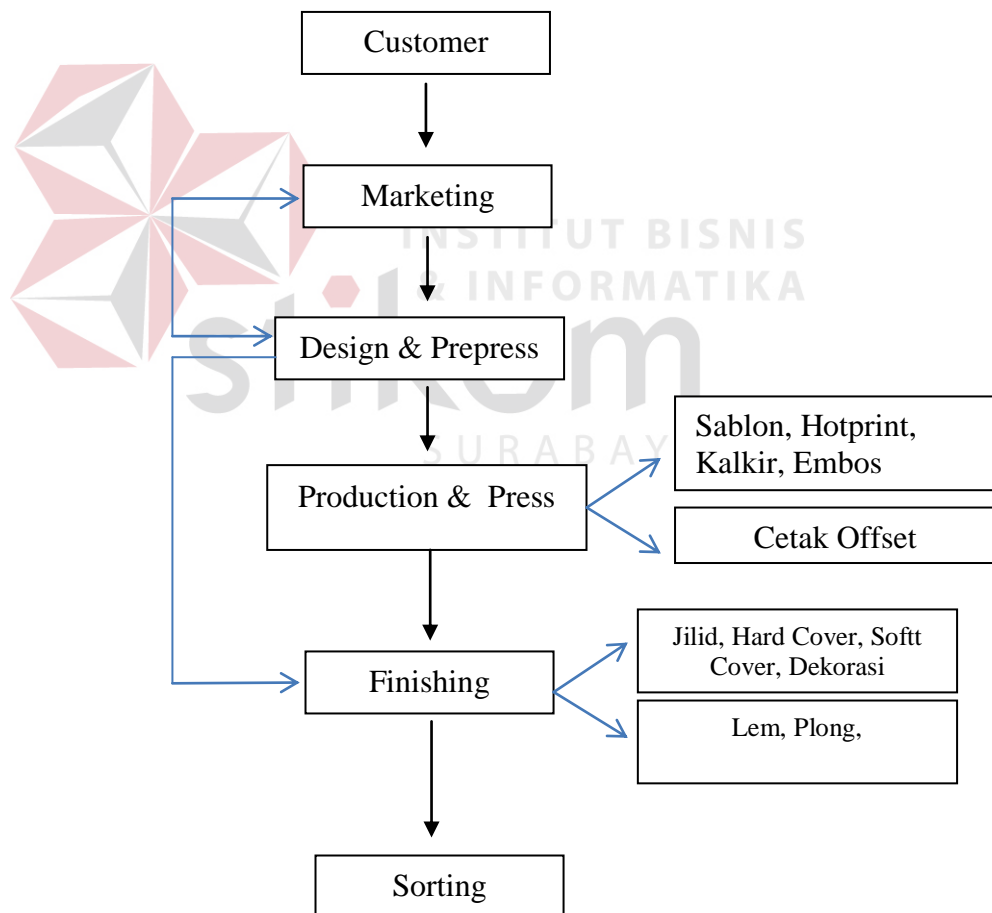 Customer
Marketing
INSTITUT BISNIS
& INFORMATIKA
stikom
SURABAYA
Design & Prepress
Production & Press
Sablon, Hotprint,
Kalkir, Embos
Cetak Offset
Finishing
Jilid, Hard Cover, Softt
Cover, Dekorasi
Lem, Plong,
Sorting